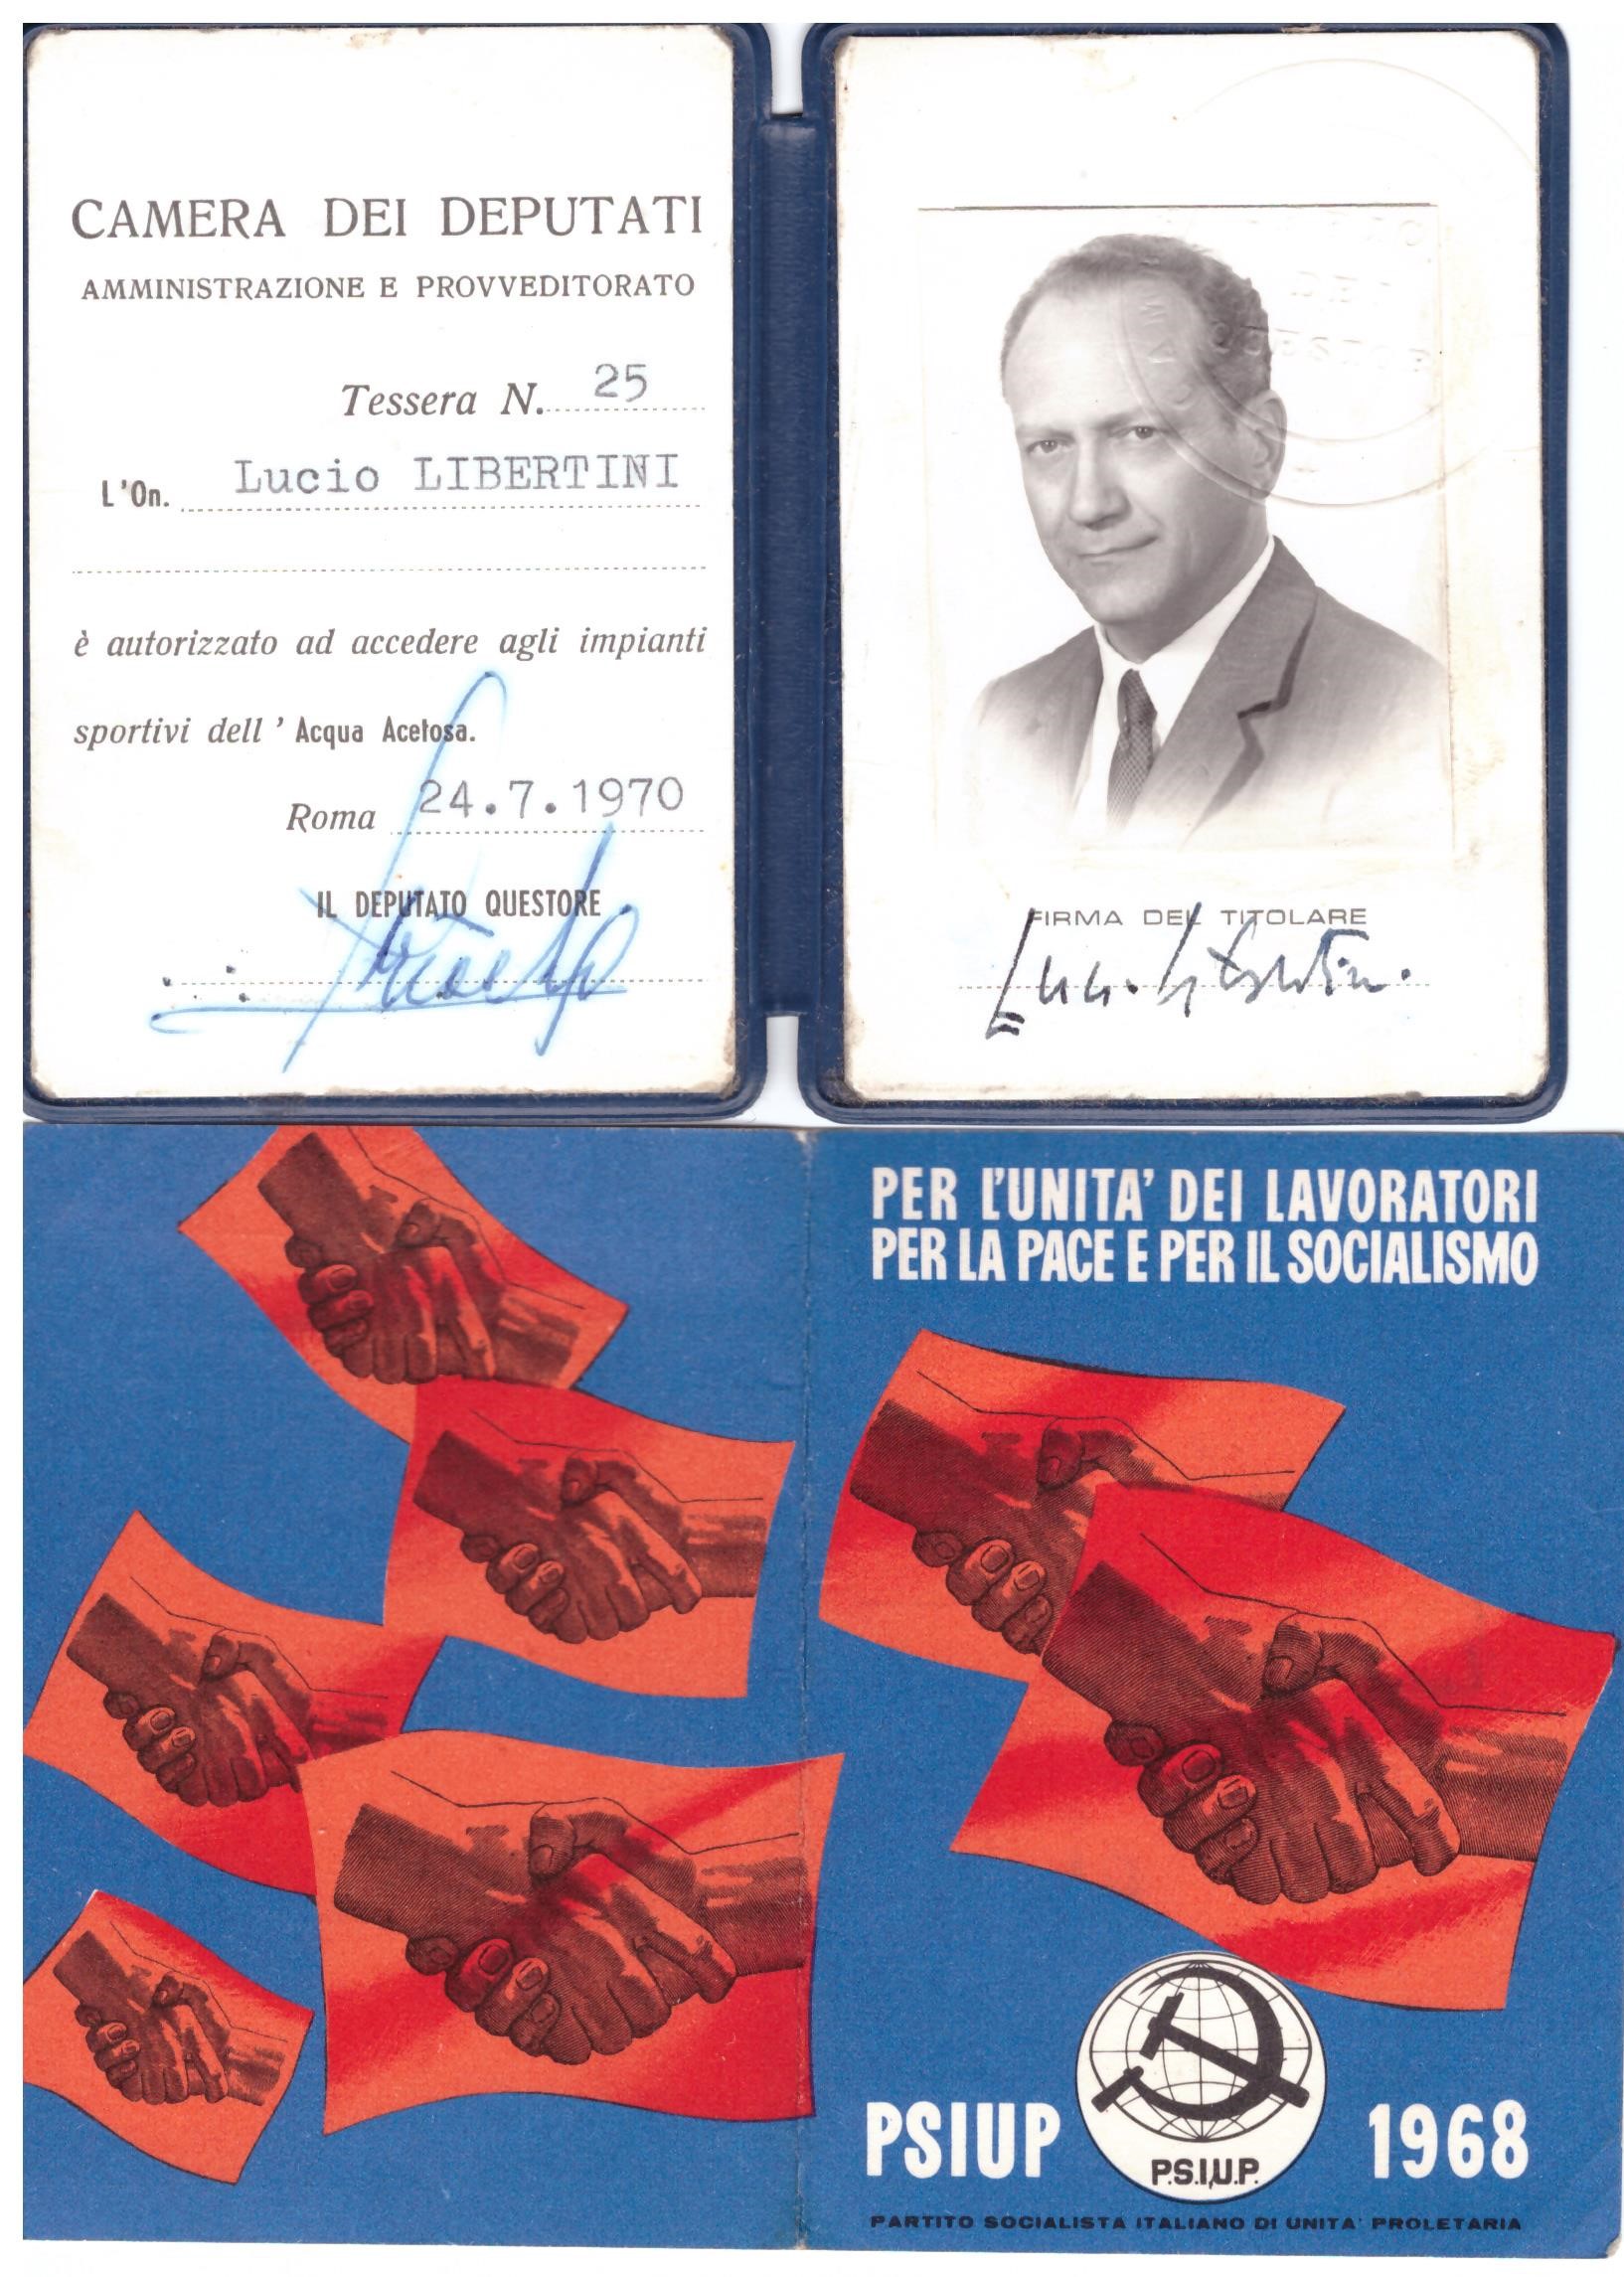 CAMERA DEI DEPUTATI
AMMINISTRAZIONE E PROVVEDITORATO
Tessera N. 25
L'On. Lucio LIBERTINI
è autorizzato ad accedere agli impianti
sportivi dell' Acqua Acetosa.
Roma 24.7.1970
IL DEPUTATO QUESTORE
FIRMA DEL TITOLARE
Lucio Libertini
PER L'UNITA' DEI LAVORATORI
PER LA PACE E PER IL SOCIALISMO
P.S.I.U.P.
PSIUP 1968
PARTITO SOCIALISTA ITALIANO DI UNITA' PROLETARIA